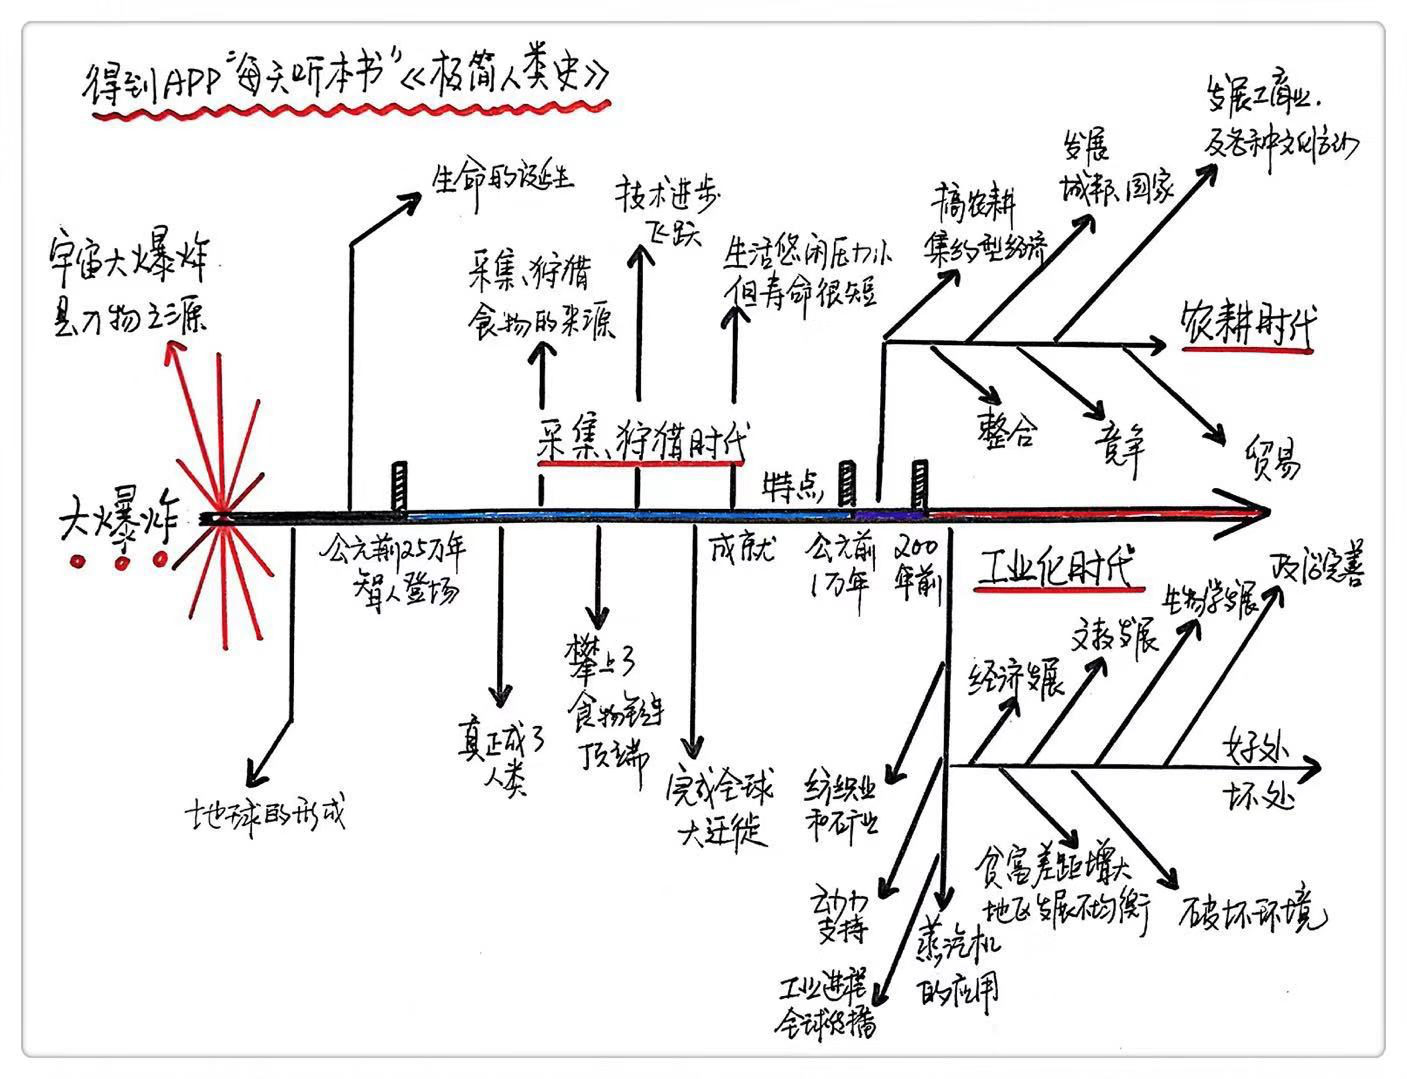 得到APP"每天听本书"《极简人类史》
生命的诞生
宇宙大爆炸
是万物之源
采集、狩猎
食物的来源
技术进步
飞跃
生活悠闲压力小
但寿命很短
搞农耕
集约型经济
发展
城邦、国家
发展工商业.
及各种文化活动
农耕时代
整合
竞争
贸易
采集、狩猎时代
特点
大爆炸
公元前25万年
智人登场
成就
公元前
1万年
200
年前
工业化时代
地球的形成
真正成了
人类
攀上了
食物链
顶端
完成全球
大迁徙
纺织业
和矿业
动力
支持
工业进程
全球传播
蒸汽机
的应用
经济发展
文教发展
生物学发展
政治完善
好处
坏处
贫富差距增大
地区发展不均衡
破坏环境